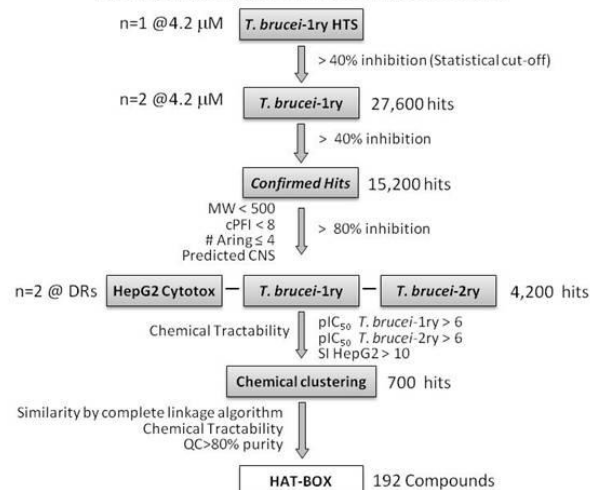 n=1 @4.2 µM T. brucei-1ry HTS
> 40% inhibition (Statistical cut-off)
n=2 @4.2 µM T. brucei-1ry 27,600 hits
> 40% inhibition
Confirmed Hits 15,200 hits
MW < 500
cPFI < 8
# Aring ≤ 4
Predicted CNS
> 80% inhibition
n=2 @ DRs HepG2 Cytotox – T. brucei-1ry – T. brucei-2ry 4,200 hits
Chemical Tractability
pIC50 T. brucei-1ry > 6
pIC50 T. brucei-2ry > 6
SI HepG2 > 10
Chemical clustering 700 hits
Similarity by complete linkage algorithm
Chemical Tractability
QC>80% purity
HAT-BOX 192 Compounds